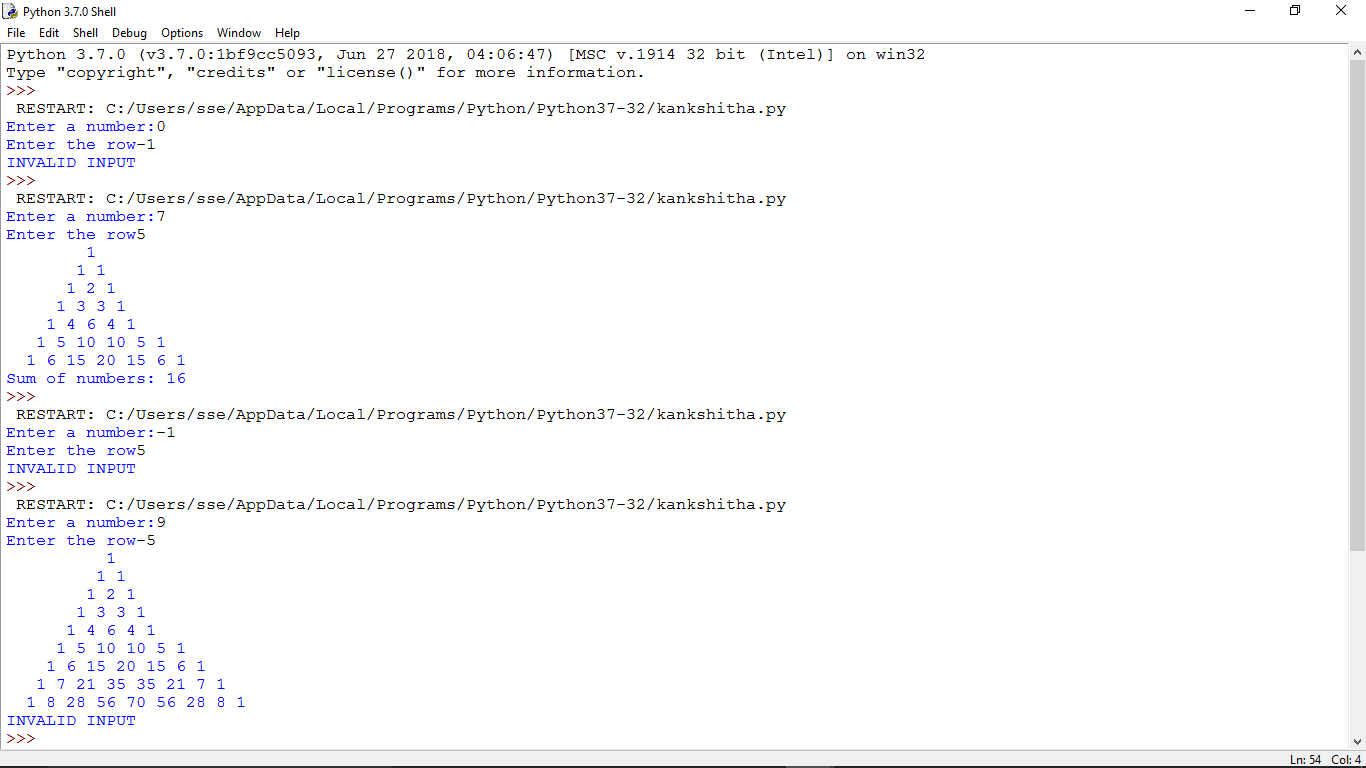 Python 3.7.0 Shell
File Edit Shell Debug Options Window Help
Python 3.7.0 (v3.7.0:1bf9cc5093, Jun 27 2018, 04:06:47) [MSC v.1914 32 bit (Intel)] on win32
Type "copyright", "credits" or "license()" for more information.
>>>
 RESTART: C:/Users/sse/AppData/Local/Programs/Python/Python37-32/kankshitha.py
Enter a number:0
Enter the row-1
INVALID INPUT
>>>
 RESTART: C:/Users/sse/AppData/Local/Programs/Python/Python37-32/kankshitha.py
Enter a number:7
Enter the row5
        1
       1 1
      1 2 1
     1 3 3 1
    1 4 6 4 1
   1 5 10 10 5 1
  1 6 15 20 15 6 1
Sum of numbers: 16
>>>
 RESTART: C:/Users/sse/AppData/Local/Programs/Python/Python37-32/kankshitha.py
Enter a number:-1
Enter the row5
INVALID INPUT
>>>
 RESTART: C:/Users/sse/AppData/Local/Programs/Python/Python37-32/kankshitha.py
Enter a number:9
Enter the row-5
          1
         1 1
        1 2 1
       1 3 3 1
      1 4 6 4 1
     1 5 10 10 5 1
    1 6 15 20 15 6 1
   1 7 21 35 35 21 7 1
  1 8 28 56 70 56 28 8 1
INVALID INPUT
>>>
Ln: 54 Col: 4